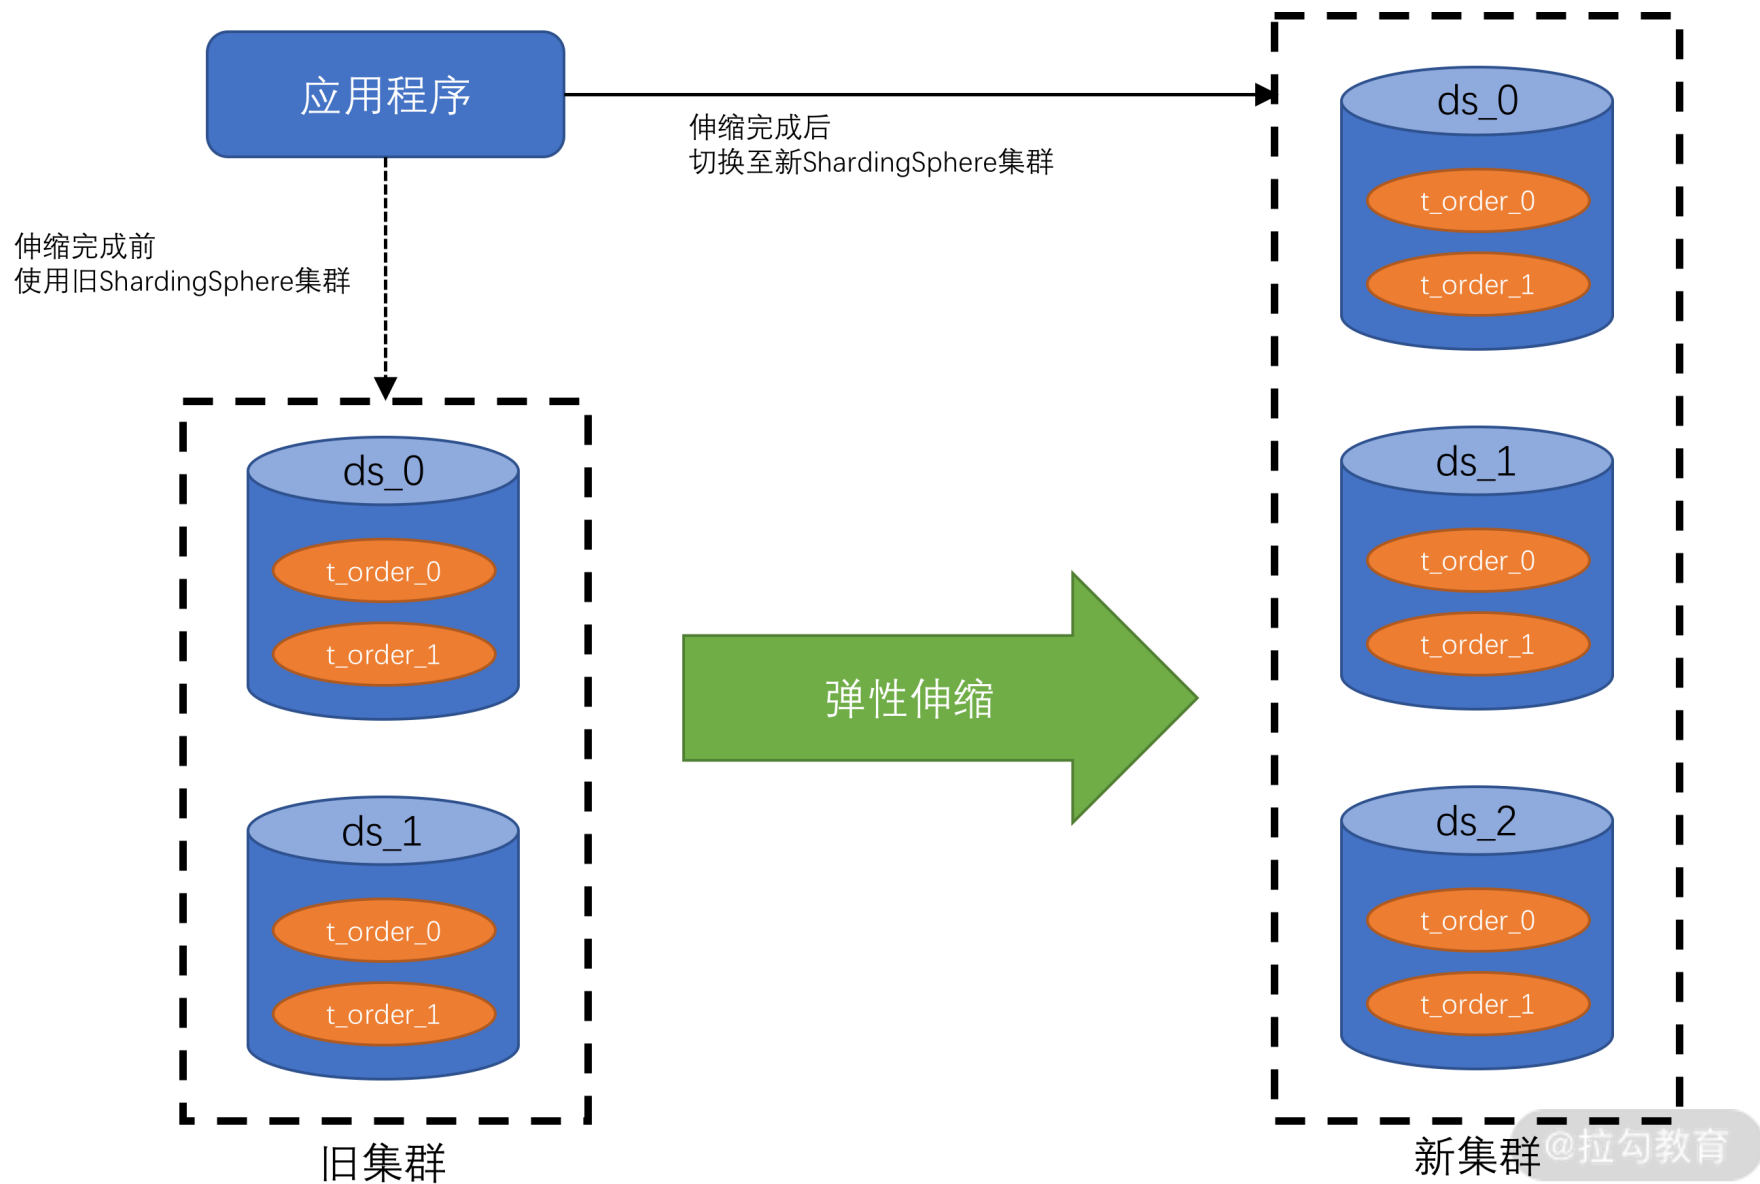 应用程序
伸缩完成后
切换至新ShardingSphere集群
伸缩完成前
使用旧ShardingSphere集群
ds_0
t_order_0
t_order_1
ds_1
t_order_0
t_order_1
旧集群
弹性伸缩
ds_0
t_order_0
t_order_1
ds_1
t_order_0
t_order_1
ds_2
t_order_0
t_order_1
新集群
@拉勾教育